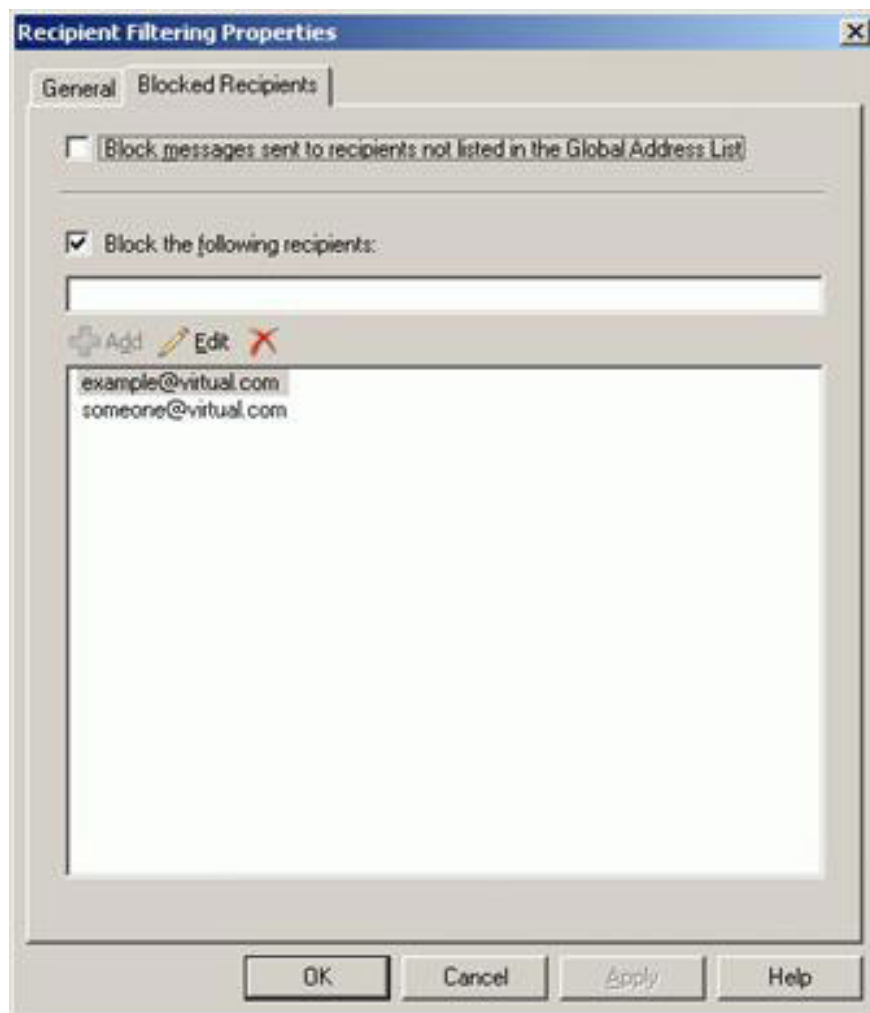 Recipient Filtering Properties
General Blocked Recipients
Block messages sent to recipients not listed in the Global Address List
Block the following recipients:
Add Edit
example@virtual.com
someone@virtual.com
OK Cancel Apply Help